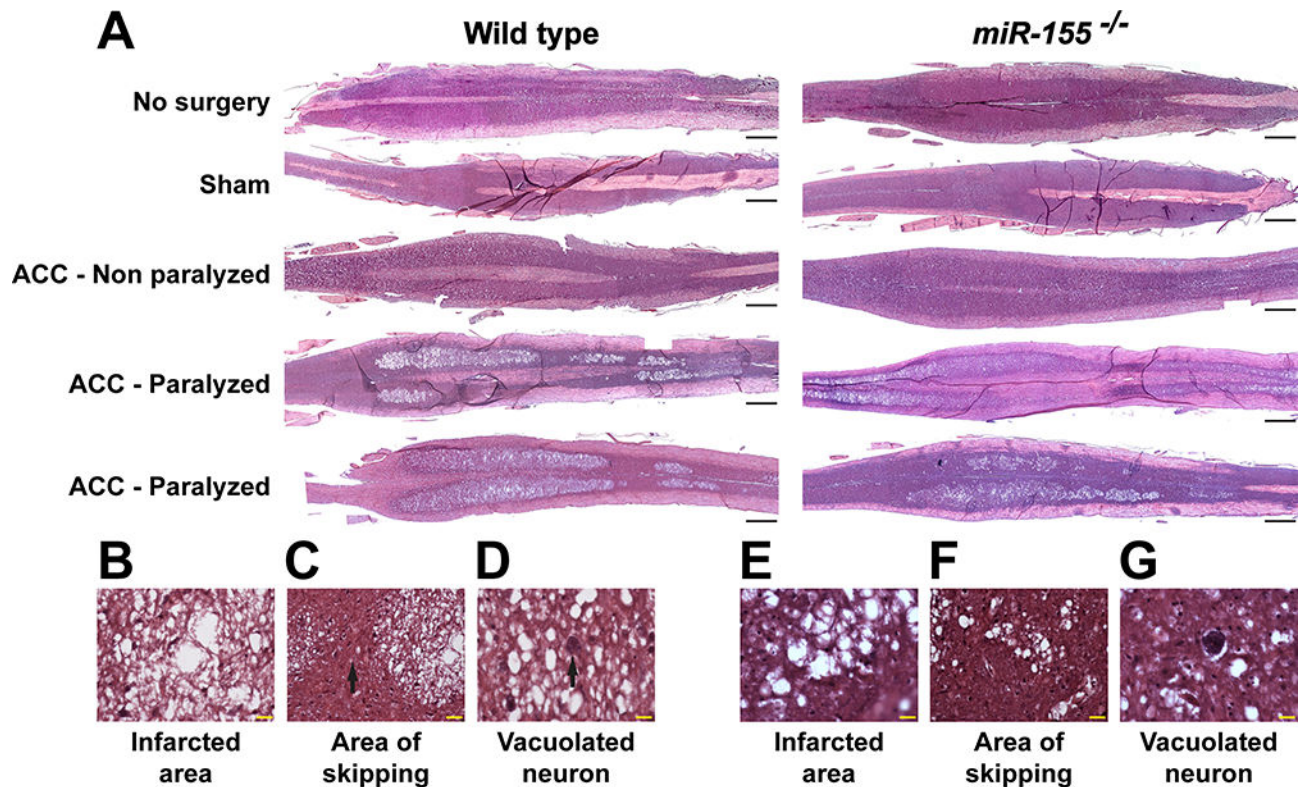 A
Wild type
miR-155 -/-
No surgery
Sham
ACC - Non paralyzed
ACC - Paralyzed
ACC - Paralyzed
B
C
D
E
F
G
Infarcted
area
Area of
skipping
Vacuolated
neuron
Infarcted
area
Area of
skipping
Vacuolated
neuron